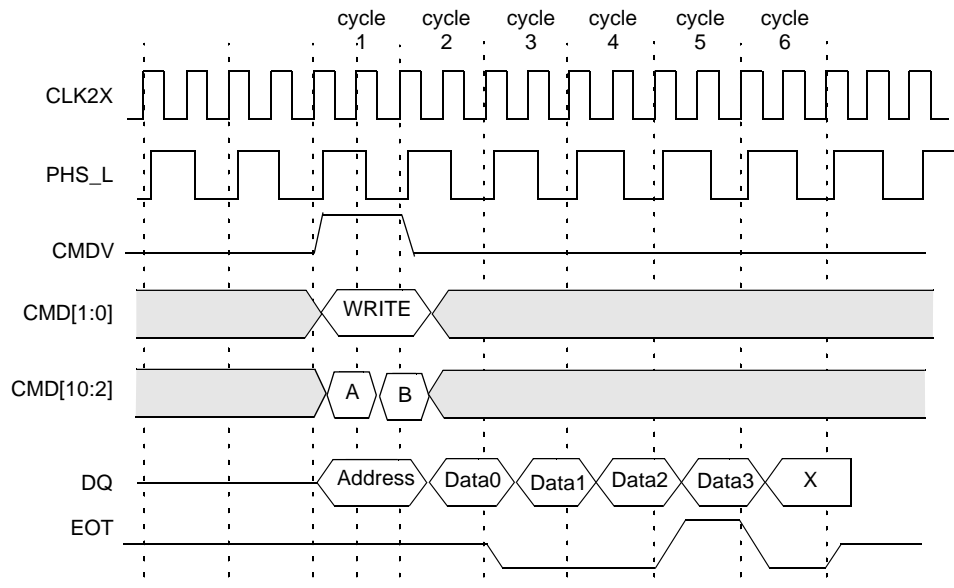 cycle cycle cycle cycle cycle cycle
1 2 3 4 5 6
CLK2X
PHS_L
CMDV
CMD[1:0] WRITE
CMD[10:2] A B
DQ Address Data0 Data1 Data2 Data3 X
EOT